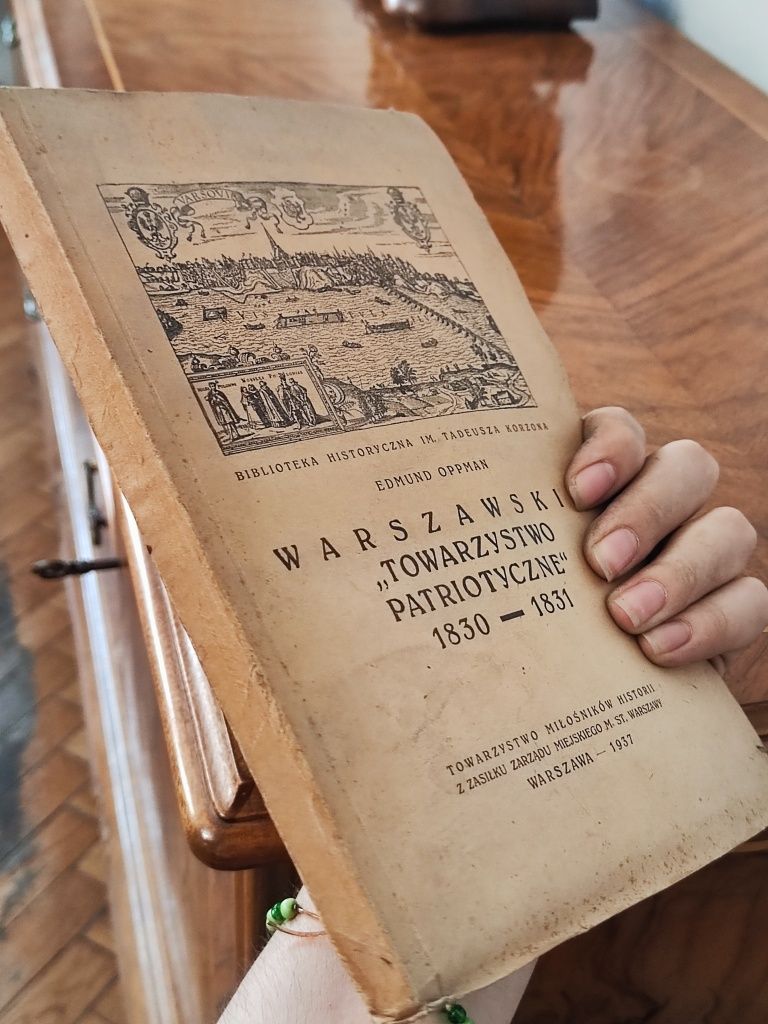 VARSOVIA
BIBLIOTEKA HISTORYCZNA IM. TADEUSZA KORZONA
EDMUND OPPMAN
WARSZAWSKIE
„TOWARZYSTWO
PATRIOTYCZNE“
1830 — 1831
TOWARZYSTWO MIŁOŚNIKÓW HISTORII
Z ZASIŁKU ZARZĄDU MIEJSKIEGO M. ST. WARSZAWY
WARSZAWA — 1937